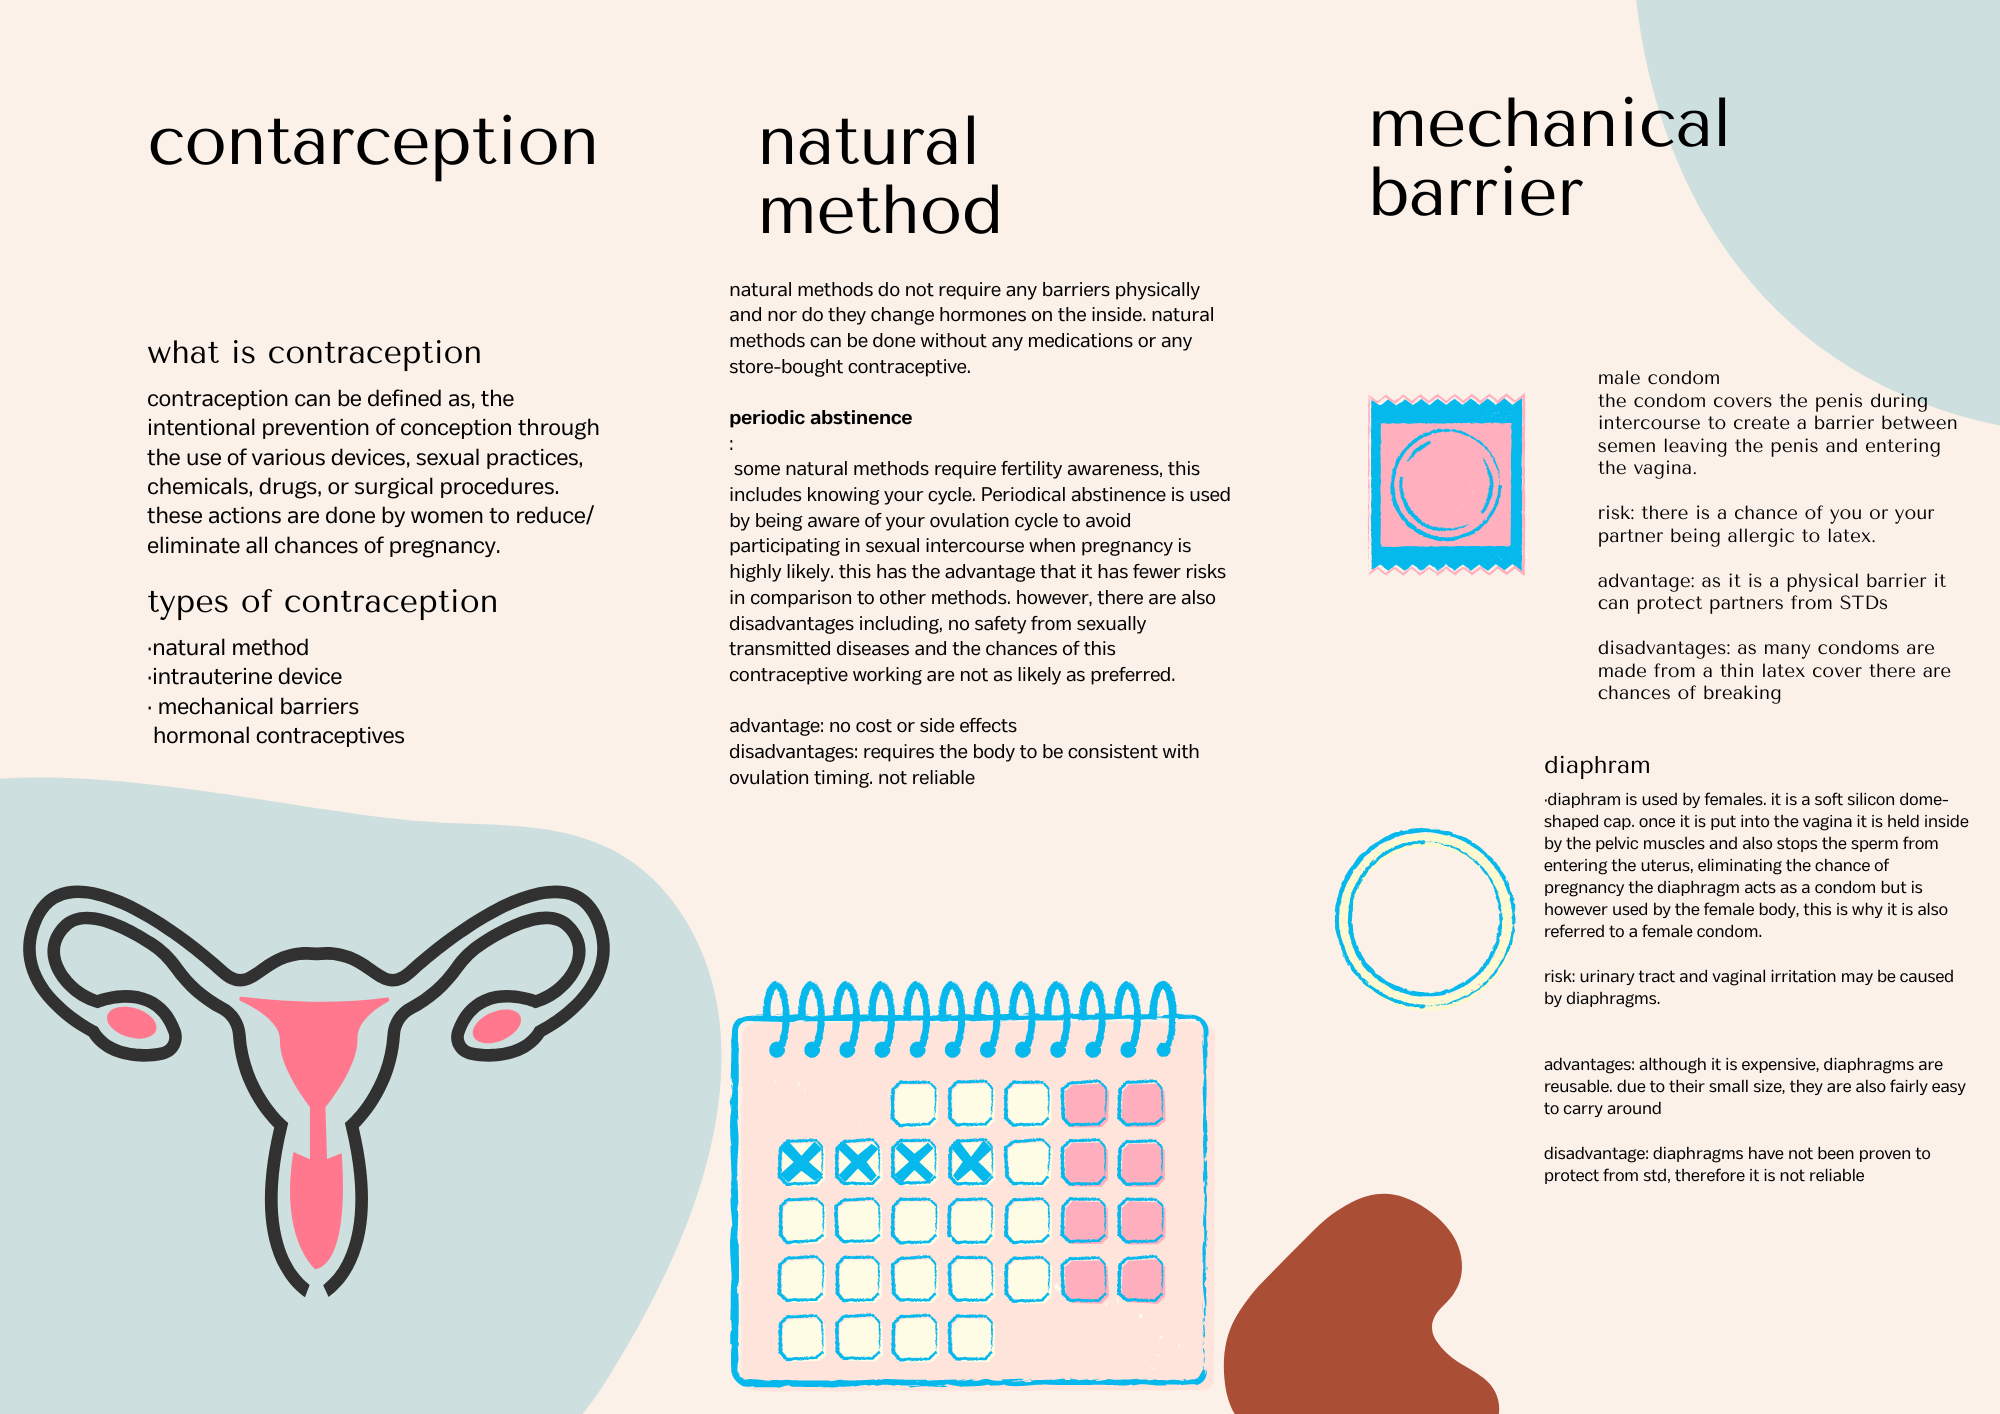 contarception
what is contraception
contraception can be defined as, the
intentional prevention of conception through
the use of various devices, sexual practices,
chemicals, drugs, or surgical procedures.
these actions are done by women to reduce/
eliminate all chances of pregnancy.
types of contraception
·natural method
·intrauterine device
· mechanical barriers
hormonal contraceptives
natural
method
natural methods do not require any barriers physically
and nor do they change hormones on the inside. natural
methods can be done without any medications or any
store-bought contraceptive.
periodic abstinence
:
some natural methods require fertility awareness, this
includes knowing your cycle. Periodical abstinence is used
by being aware of your ovulation cycle to avoid
participating in sexual intercourse when pregnancy is
highly likely. this has the advantage that it has fewer risks
in comparison to other methods. however, there are also
disadvantages including, no safety from sexually
transmitted diseases and the chances of this
contraceptive working are not as likely as preferred.
advantage: no cost or side effects
disadvantages: requires the body to be consistent with
ovulation timing. not reliable
mechanical
barrier
male condom
the condom covers the penis during
intercourse to create a barrier between
semen leaving the penis and entering
the vagina.
risk: there is a chance of you or your
partner being allergic to latex.
advantage: as it is a physical barrier it
can protect partners from STDs
disadvantages: as many condoms are
made from a thin latex cover there are
chances of breaking
diaphram
·diaphram is used by females. it is a soft silicon dome-
shaped cap. once it is put into the vagina it is held inside
by the pelvic muscles and also stops the sperm from
entering the uterus, eliminating the chance of
pregnancy the diaphragm acts as a condom but is
however used by the female body, this is why it is also
referred to a female condom.
risk: urinary tract and vaginal irritation may be caused
by diaphragms.
advantages: although it is expensive, diaphragms are
reusable. due to their small size, they are also fairly easy
to carry around
disadvantage: diaphragms have not been proven to
protect from std, therefore it is not reliable